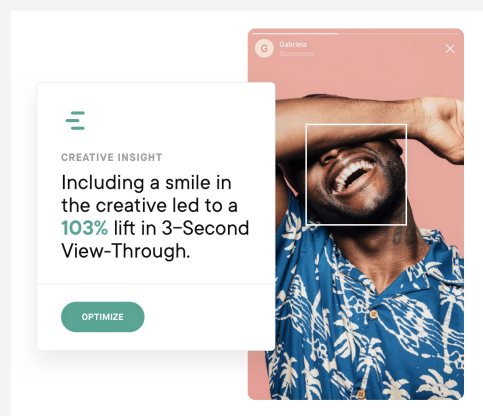 G
Gabriela
Sponsored
CREATIVE INSIGHT
Including a smile in
the creative led to a
103% lift in 3–Second
View-Through.
OPTIMIZE